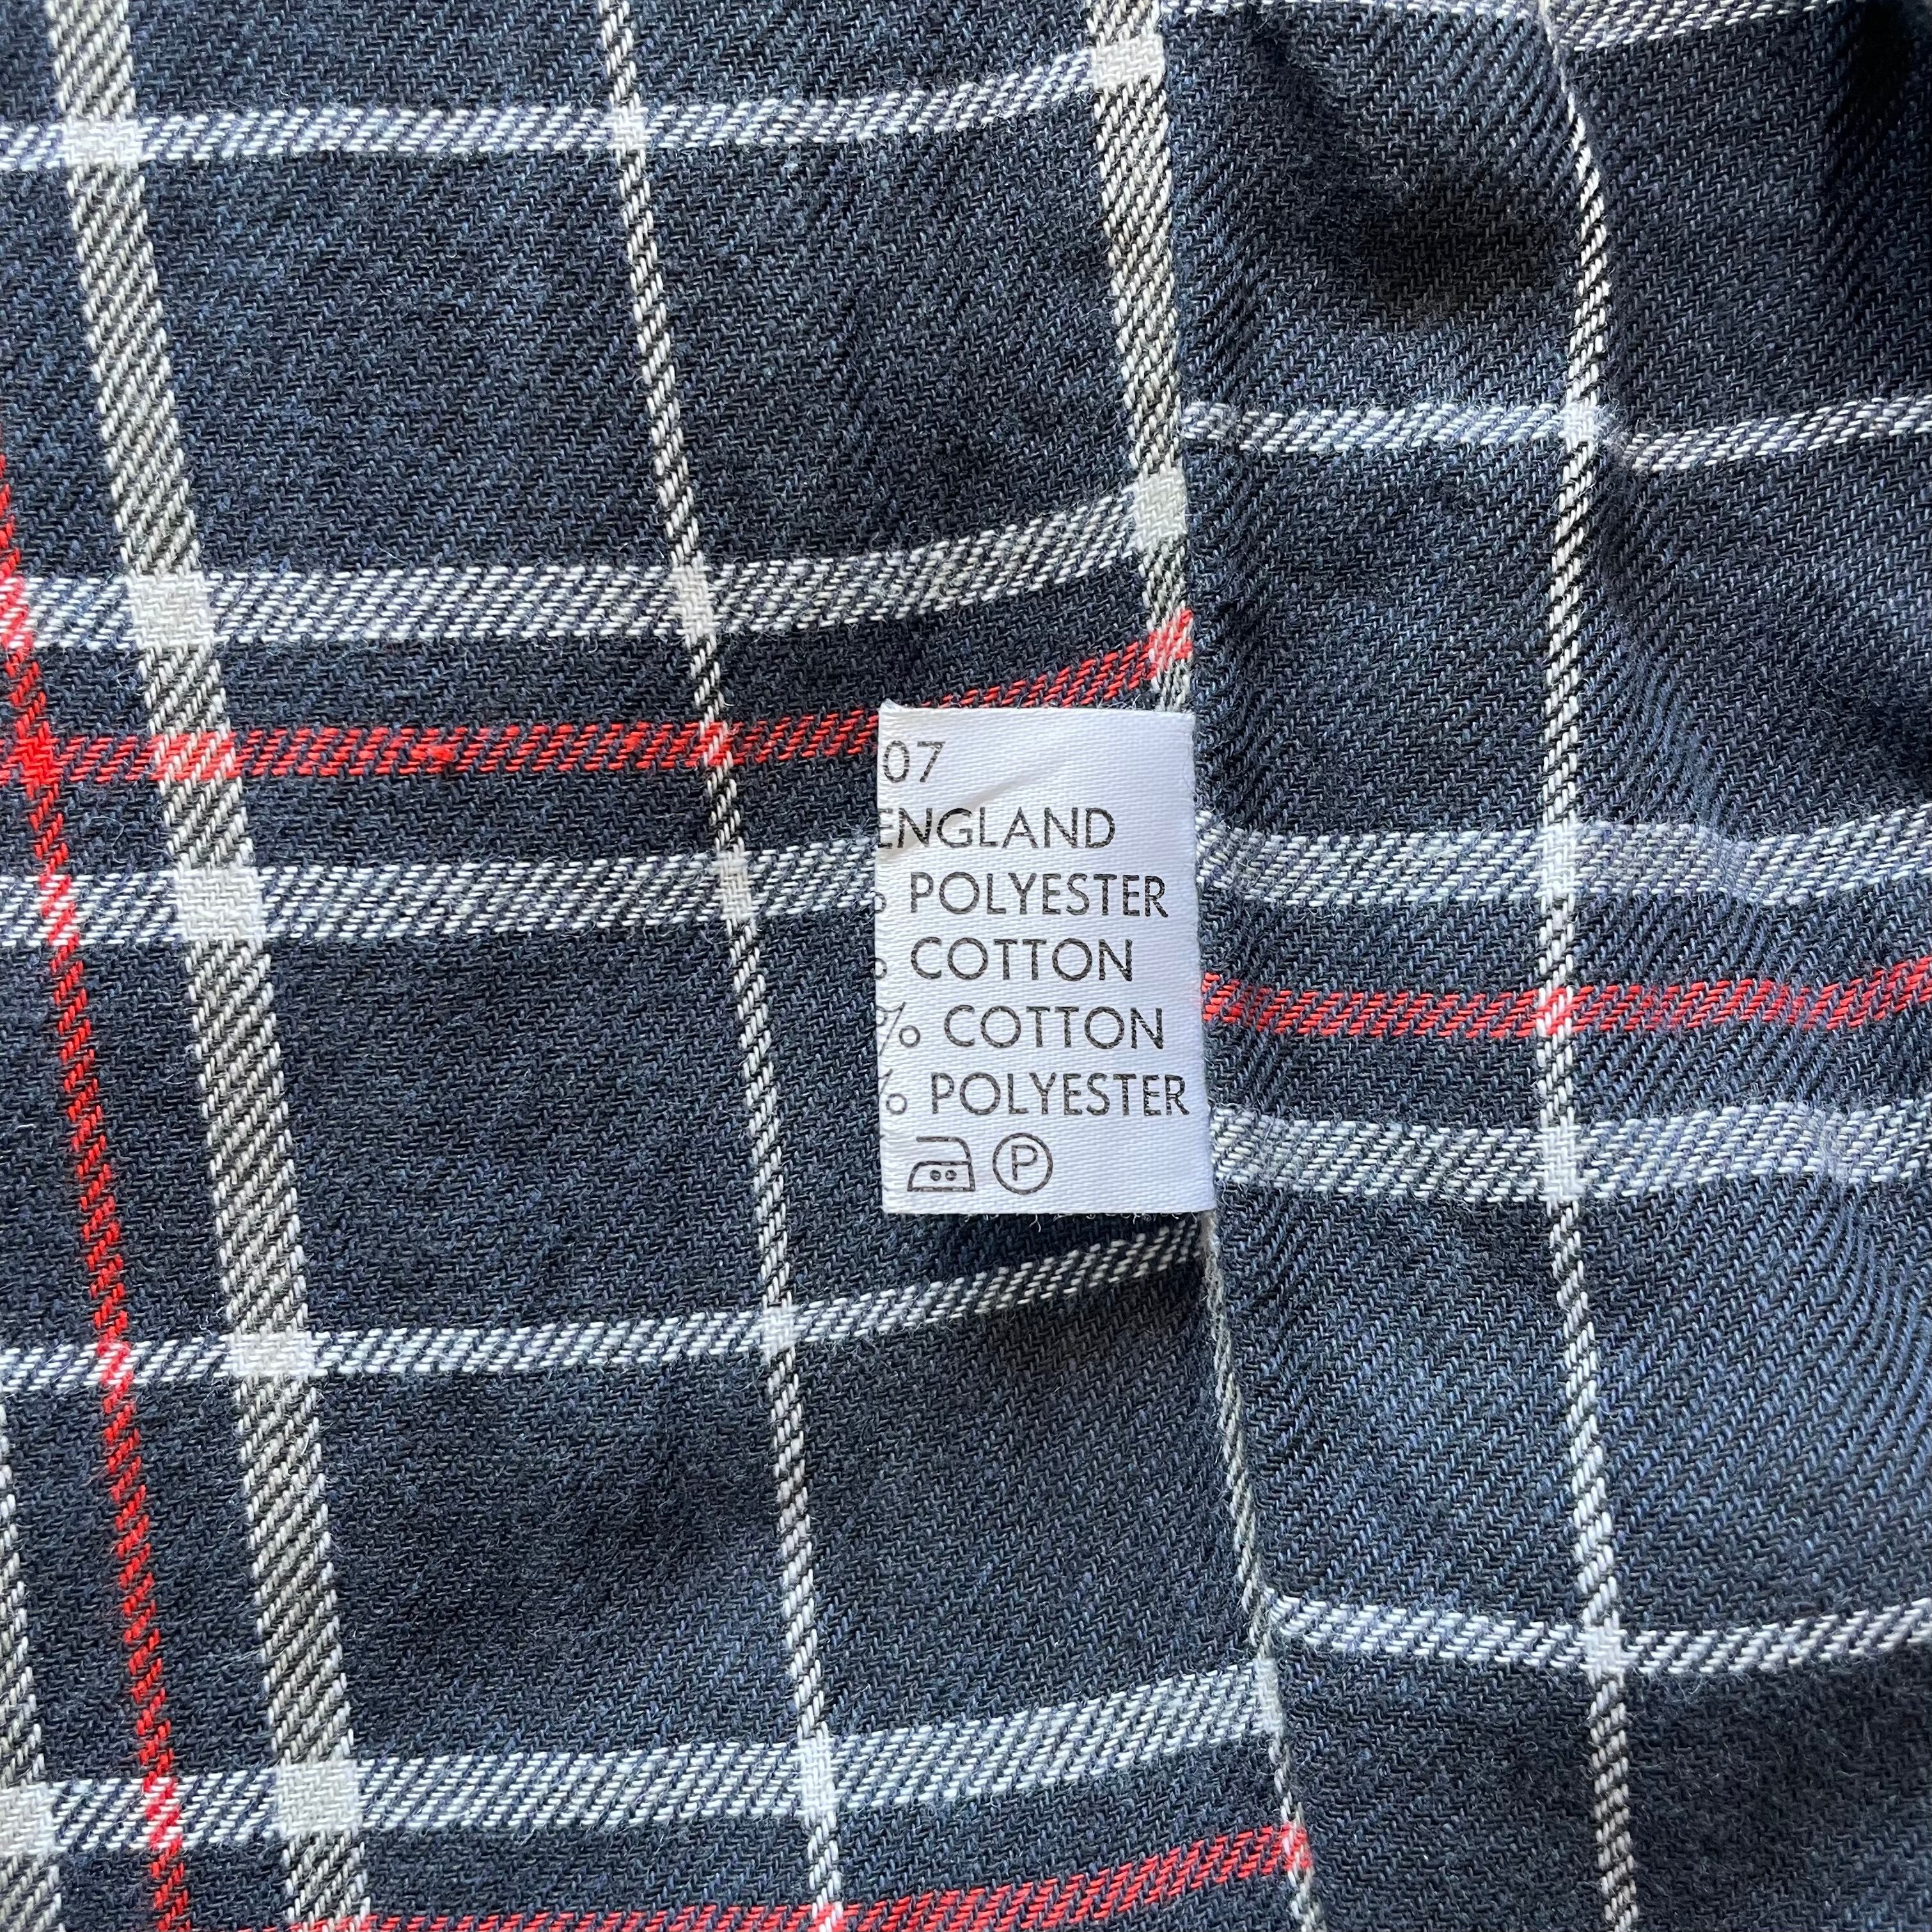 07
ENGLAND
% POLYESTER
% COTTON
% COTTON
% POLYESTER
P